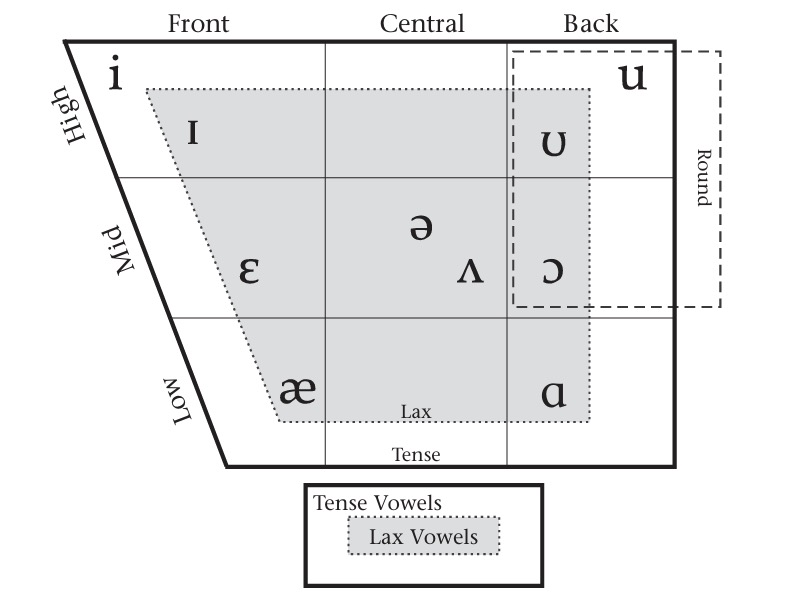 Front Central Back
i u
High
ɪ ʊ
Round
ə
Mid
ɛ ʌ ɔ
æ ɑ
Low
Lax
Tense
Tense Vowels
Lax Vowels